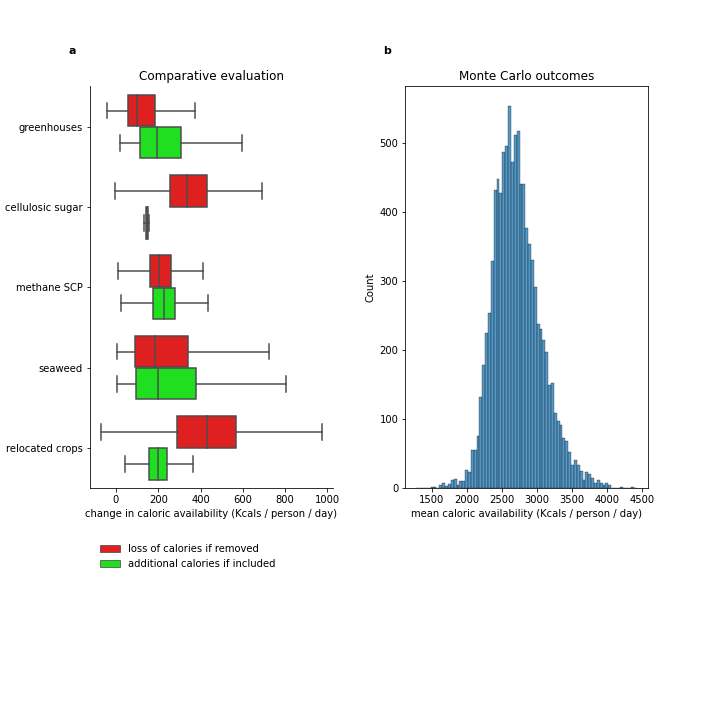 a
b
Comparative evaluation
Monte Carlo outcomes
greenhouses
cellulosic sugar
methane SCP
seaweed
relocated crops
0 200 400 600 800 1000
change in caloric availability (Kcals / person / day)
loss of calories if removed
additional calories if included
Count
500
400
300
200
100
0
1500 2000 2500 3000 3500 4000 4500
mean caloric availability (Kcals / person / day)